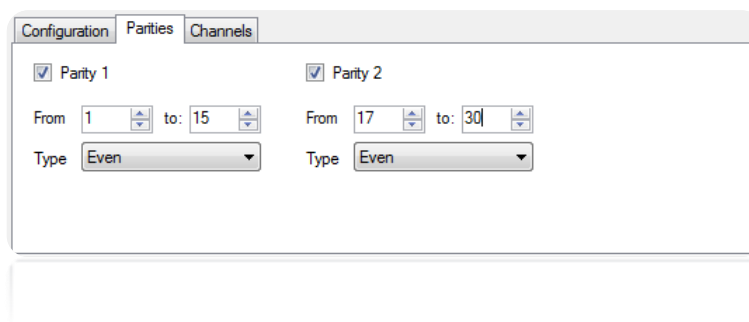 Configuration Parities Channels
Parity 1 Parity 2
From 1 to: 15 From 17 to: 30
Type Even Type Even